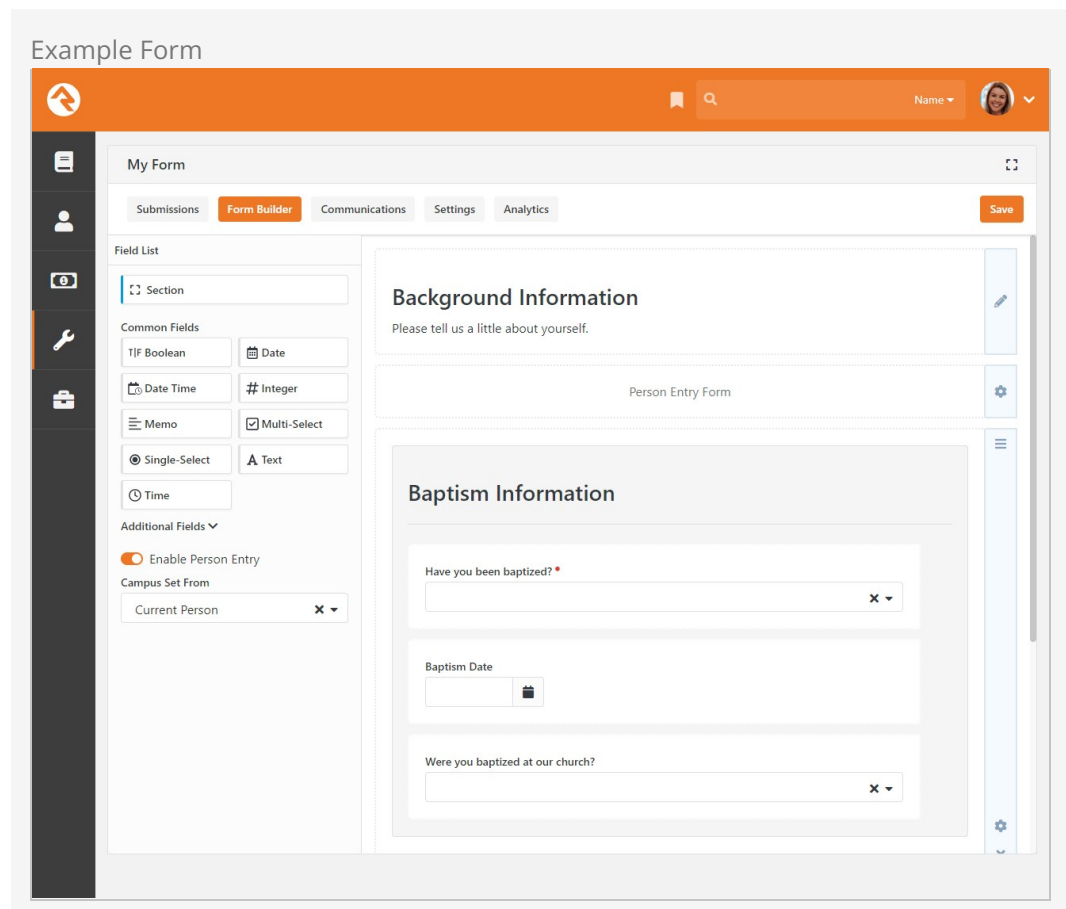 Example Form
Name
My Form
Submissions Form Builder Communications Settings Analytics Save
Field List
Section
Common Fields
T|F Boolean Date
Date Time # Integer
Memo Multi-Select
Single-Select A Text
Time
Additional Fields
Enable Person Entry
Campus Set From
Current Person
Background Information
Please tell us a little about yourself.
Person Entry Form
Baptism Information
Have you been baptized?
Baptism Date
Were you baptized at our church?